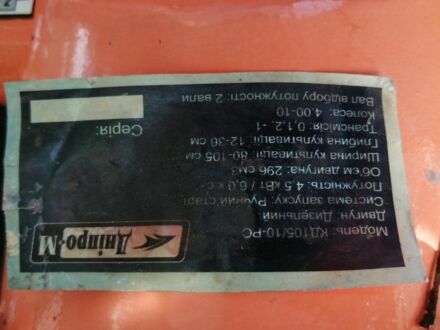 Дніпро-М
Модель: КД105/10-РС
Двигун: Дизельний
Система запуску: Ручний старт
Потужність: 4,5 кВт / 6,0 к.с.
Объєм двигуна: 296 см3
Ширина культивації: 80-105 см
Глибина культивації: 12-36 см
Трансмісія: 0,1,2, -1
Колеса: 4.00-10
Вал відбору потужності: 2 вали
Серія: